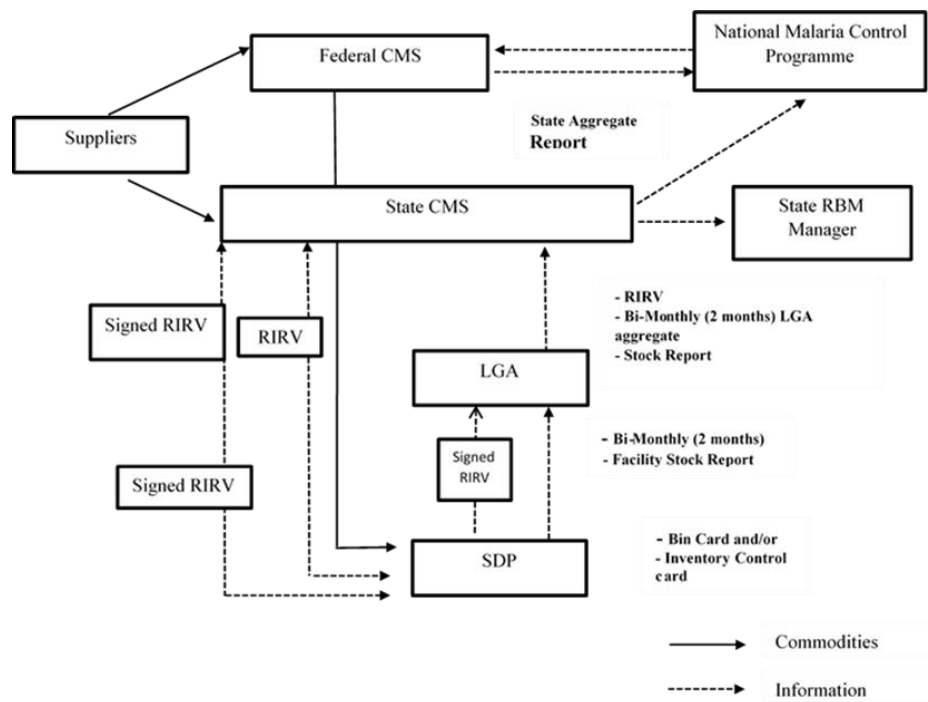 National Malaria Control
Programme
Federal CMS
State Aggregate
Report
Suppliers
State CMS
State RBM
Manager
- RIRV
- Bi-Monthly (2 months) LGA
aggregate
- Stock Report
Signed RIRV
RIRV
LGA
- Bi-Monthly (2 months)
- Facility Stock Report
Signed
RIRV
Signed RIRV
- Bin Card and/or
- Inventory Control
card
SDP
Commodities
Information